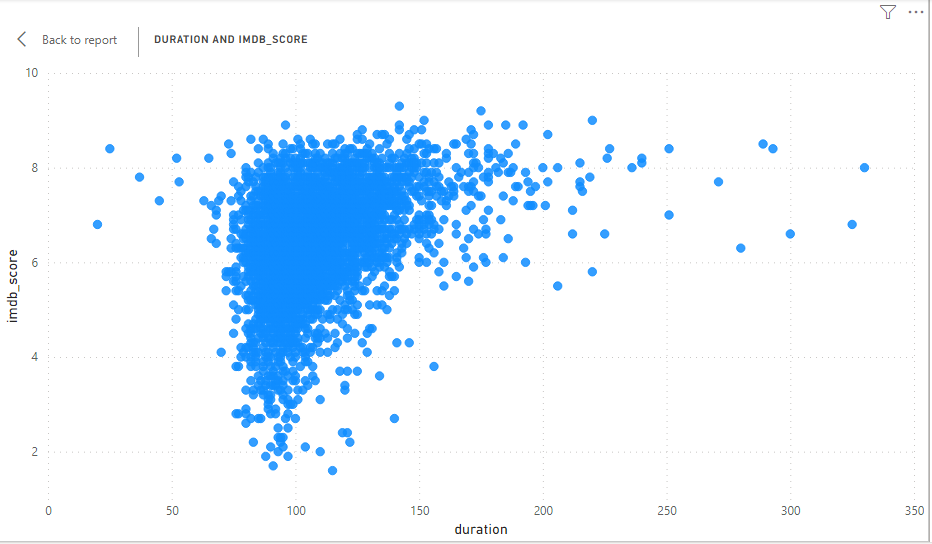 Back to report
DURATION AND IMDB_SCORE
10
8
6
4
2
imdb_score
0 50 100 150 200 250 300 350
duration